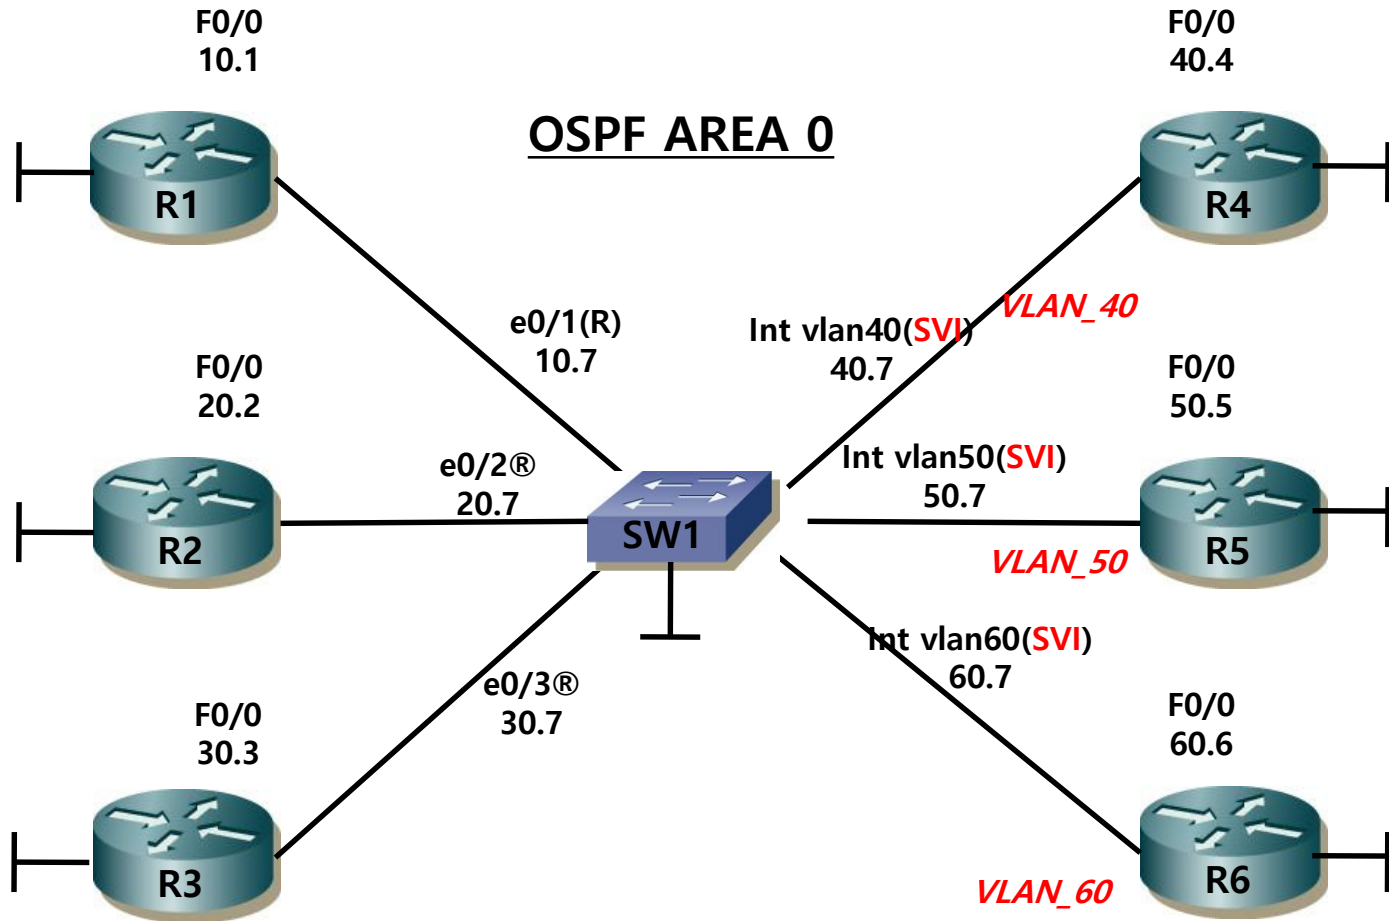 F0/0
10.1
F0/0
40.4
OSPF AREA 0
R1
R4
VLAN_40
e0/1(R)
10.7
Int vlan40(SVI)
40.7
F0/0
20.2
F0/0
50.5
e0/2®
20.7
Int vlan50(SVI)
50.7
R2
SW1
R5
VLAN_50
Int vlan60(SVI)
60.7
e0/3®
30.7
F0/0
30.3
F0/0
60.6
R3
R6
VLAN_60